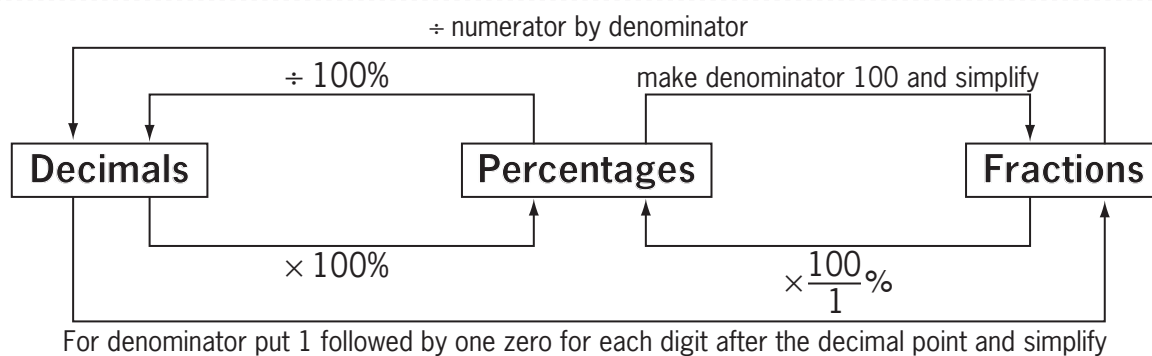 ÷ numerator by denominator
÷ 100%
make denominator 100 and simplify
Decimals
Percentages
Fractions
× 100%
× 100/1 %
For denominator put 1 followed by one zero for each digit after the decimal point and simplify